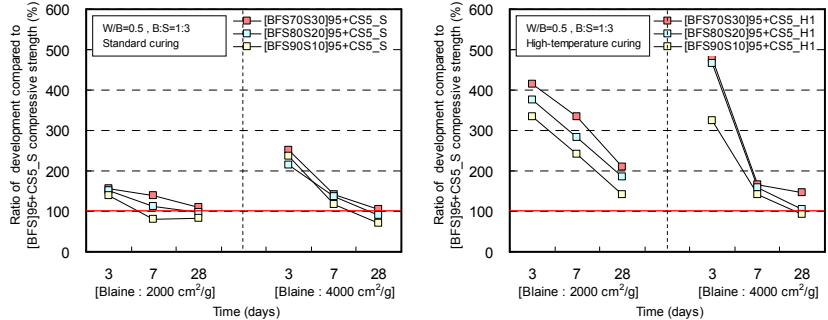 Ratio of development compared to
[BFS]95+CS5_S compressive strength (%)
600
500
400
300
200
100
0
W/B=0.5 , B:S=1:3
Standard curing
[BFS70S30]95+CS5_S
[BFS80S20]95+CS5_S
[BFS90S10]95+CS5_S
3 7 28 3 7 28
[Blaine : 2000 cm²/g] [Blaine : 4000 cm²/g]
Time (days)
Ratio of development compared to
[BFS]95+CS5_S compressive strength (%)
600
500
400
300
200
100
0
W/B=0.5 , B:S=1:3
High-temperature curing
[BFS70S30]95+CS5_H1
[BFS80S20]95+CS5_H1
[BFS90S10]95+CS5_H1
3 7 28 3 7 28
[Blaine : 2000 cm²/g] [Blaine : 4000 cm²/g]
Time (days)